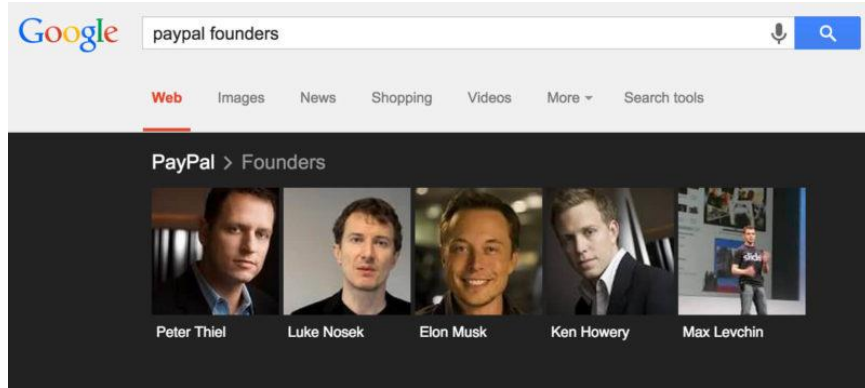 Google paypal founders
Web Images News Shopping Videos More Search tools
PayPal > Founders
slide
Peter Thiel Luke Nosek Elon Musk Ken Howery Max Levchin